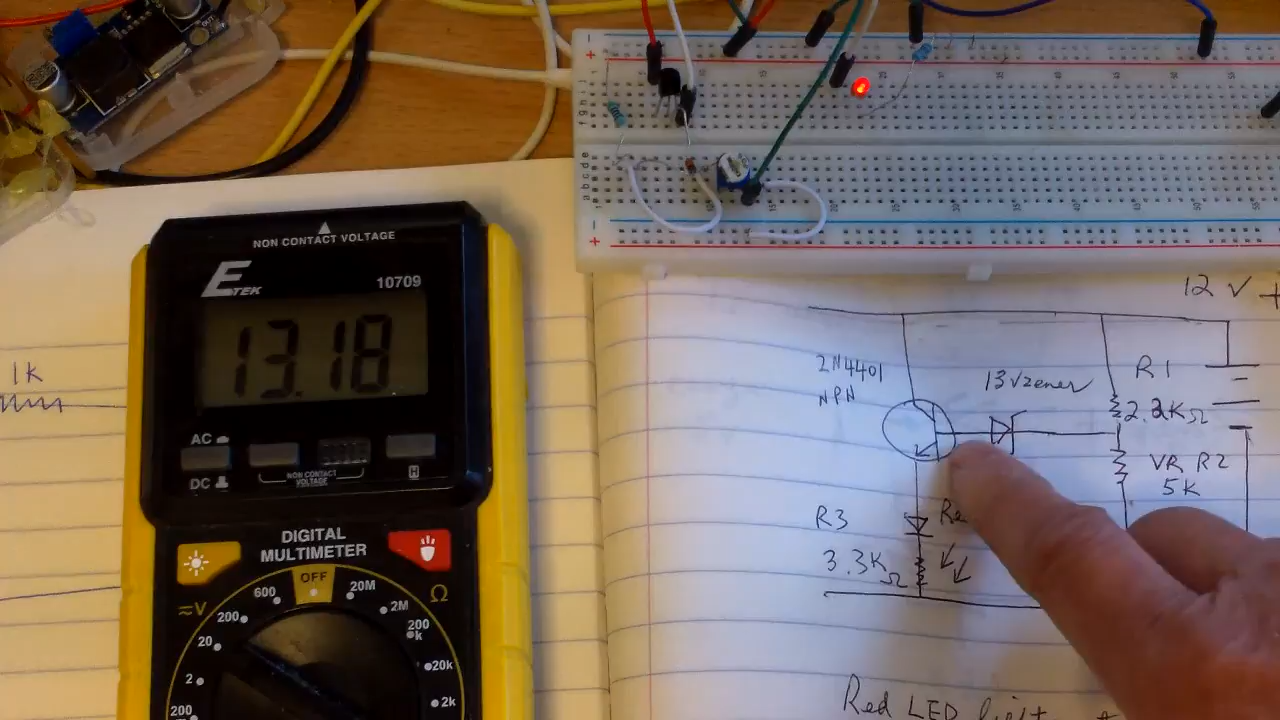 NON CONTACT VOLTAGE
ETEK
10709
13.18
AC
DC
NON CONTACT
VOLTAGE
H
DIGITAL
MULTIMETER
OFF
600
200
20
2
200
20M
2M
200
k
20k
2k
≂V
Ω
1K
12 V +
2N4401
NPN
13V zener
R1
2.2KΩ
VR R2
5K
R3
3.3KΩ
Red LED